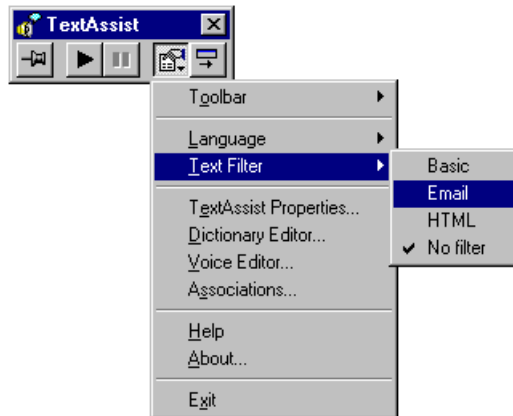 TextAssist
Toolbar
Language
Text Filter
Basic
Email
HTML
No filter
TextAssist Properties...
Dictionary Editor...
Voice Editor...
Associations...
Help
About...
Exit